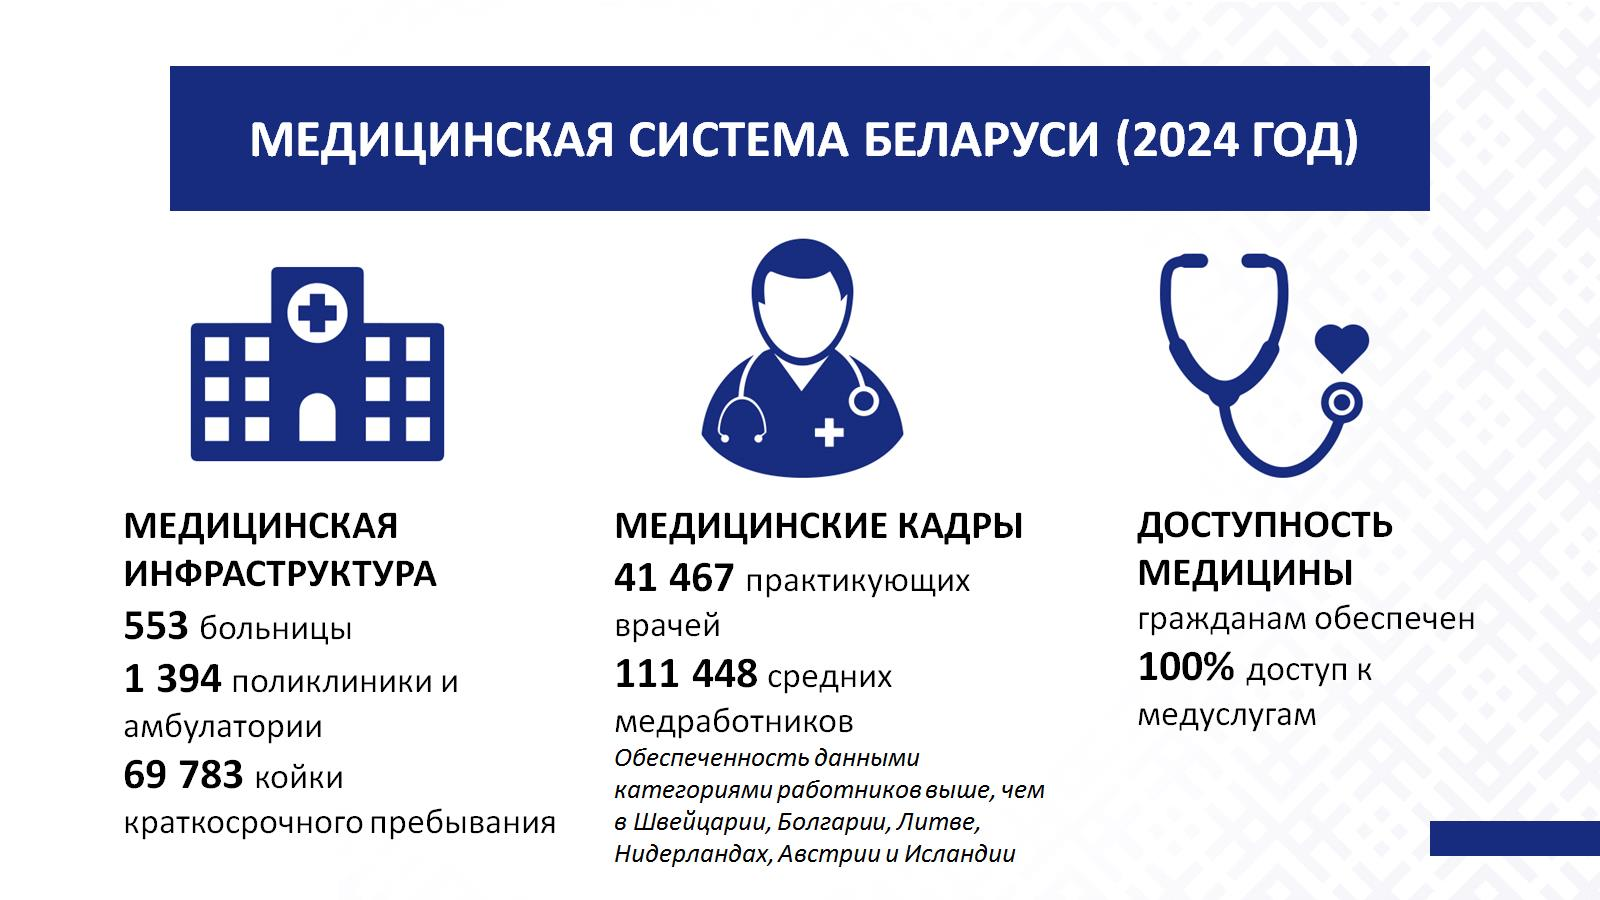 МЕДИЦИНСКАЯ СИСТЕМА БЕЛАРУСИ (2024 ГОД)
МЕДИЦИНСКАЯ
ИНФРАСТРУКТУРА
553 больницы
1 394 поликлиники и
амбулатории
69 783 койки
краткосрочного пребывания
МЕДИЦИНСКИЕ КАДРЫ
41 467 практикующих
врачей
111 448 средних
медработников
Обеспеченность данными
категориями работников выше, чем
в Швейцарии, Болгарии, Литве,
Нидерландах, Австрии и Исландии
ДОСТУПНОСТЬ
МЕДИЦИНЫ
гражданам обеспечен
100% доступ к
медуслугам